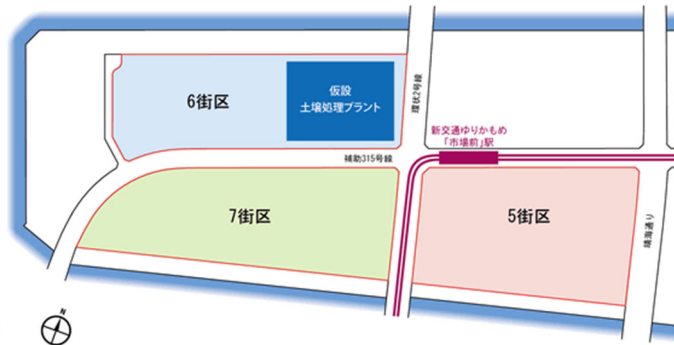 6街区
仮設
土壌処理プラント
環状2号線
新交通ゆりかもめ
「市場前」駅
補助315号線
7街区
5街区
晴海通り
N